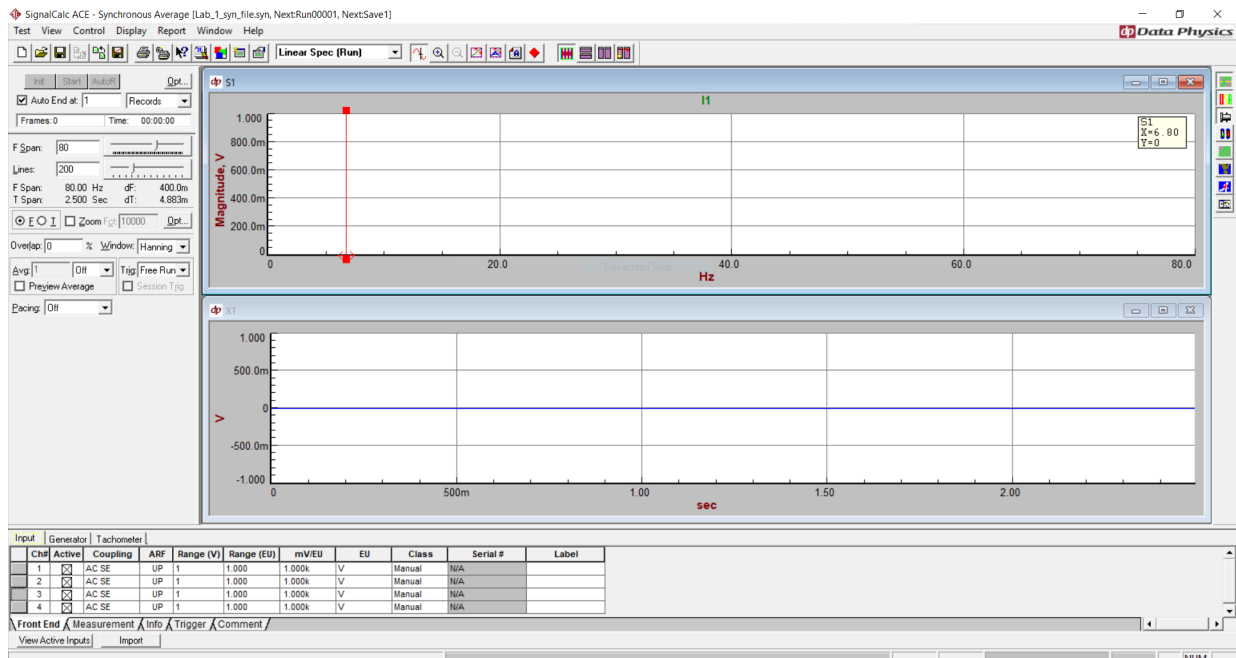 SignalCalc ACE - Synchronous Average [Lab_1_syn_file.syn, Next:Run00001, Next:Save1]
Test View Control Display Report Window Help
Data Physics
Linear Spec (Run)
Init Start AutoR Opt...
Auto End at: 1 Records
Frames: 0 Time: 00:00:00
F Span: 80
Lines: 200
F Span: 80.00 Hz dF: 400.0m
T Span: 2.500 Sec dT: 4.883m
F T Zoom Fct: 10000 Opt...
Overlap: 0 % Window: Hanning
Avg: 1 Off Trig: Free Run
Preview Average Session Trig
Pacing: Off
dp S1
I1
Magnitude, V
1.000
800.0m
600.0m
400.0m
200.0m
0
S1
X=6.80
Y=0
0 20.0 40.0 60.0 80.0
Full-screen Snip
Hz
dp X1
V
1.000
500.0m
0
-500.0m
-1.000
0 500m 1.00 1.50 2.00
sec
Input Generator Tachometer
Ch# Active Coupling ARF Range (V) Range (EU) mV/EU EU Class Serial # Label
1 AC SE UP 1 1.000 1.000k V Manual N/A
2 AC SE UP 1 1.000 1.000k V Manual N/A
3 AC SE UP 1 1.000 1.000k V Manual N/A
4 AC SE UP 1 1.000 1.000k V Manual N/A
Front End Measurement Info Trigger Comment
View Active Inputs Import
NUM